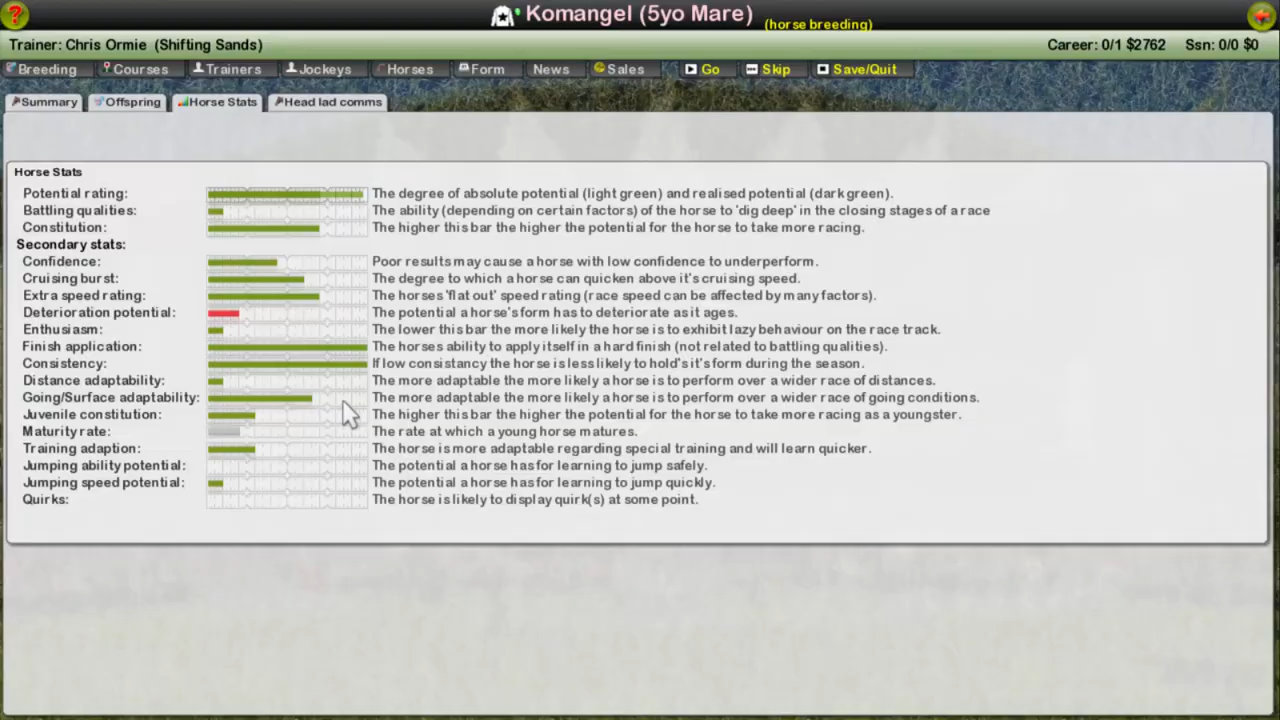 ?
Komangel (5yo Mare)
(horse breeding)
Trainer: Chris Ormie (Shifting Sands)
Career: 0/1 $2762 Ssn: 0/0 $0
Breeding Courses Trainers Jockeys Horses Form News Sales Go Skip Save/Quit
Summary Offspring Horse Stats Head lad comms
Horse Stats
Potential rating: The degree of absolute potential (light green) and realised potential (dark green).
Battling qualities: The ability (depending on certain factors) of the horse to 'dig deep' in the closing stages of a race
Constitution: The higher this bar the higher the potential for the horse to take more racing.
Secondary stats:
Confidence: Poor results may cause a horse with low confidence to underperform.
Cruising burst: The degree to which a horse can quicken above it's cruising speed.
Extra speed rating: The horses 'flat out' speed rating (race speed can be affected by many factors).
Deterioration potential: The potential a horse's form has to deteriorate as it ages.
Enthusiasm: The lower this bar the more likely the horse is to exhibit lazy behaviour on the race track.
Finish application: The horses ability to apply itself in a hard finish (not related to battling qualities).
Consistency: If low consistancy the horse is less likely to hold's it's form during the season.
Distance adaptability: The more adaptable the more likely a horse is to perform over a wider race of distances.
Going/Surface adaptability: The more adaptable the more likely a horse is to perform over a wider race of going conditions.
Juvenile constitution: The higher this bar the higher the potential for the horse to take more racing as a youngster.
Maturity rate: The rate at which a young horse matures.
Training adaption: The horse is more adaptable regarding special training and will learn quicker.
Jumping ability potential: The potential a horse has for learning to jump safely.
Jumping speed potential: The potential a horse has for learning to jump quickly.
Quirks: The horse is likely to display quirk(s) at some point.